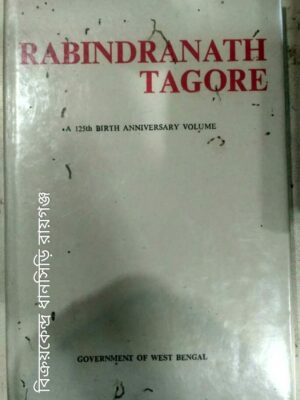 RABINDRANATH
TAGORE
A 125th BIRTH ANNIVERSARY VOLUME
GOVERNMENT OF WEST BENGAL
বিক্রয়কেন্দ্র ধানসিড়ি রায়গঞ্জ